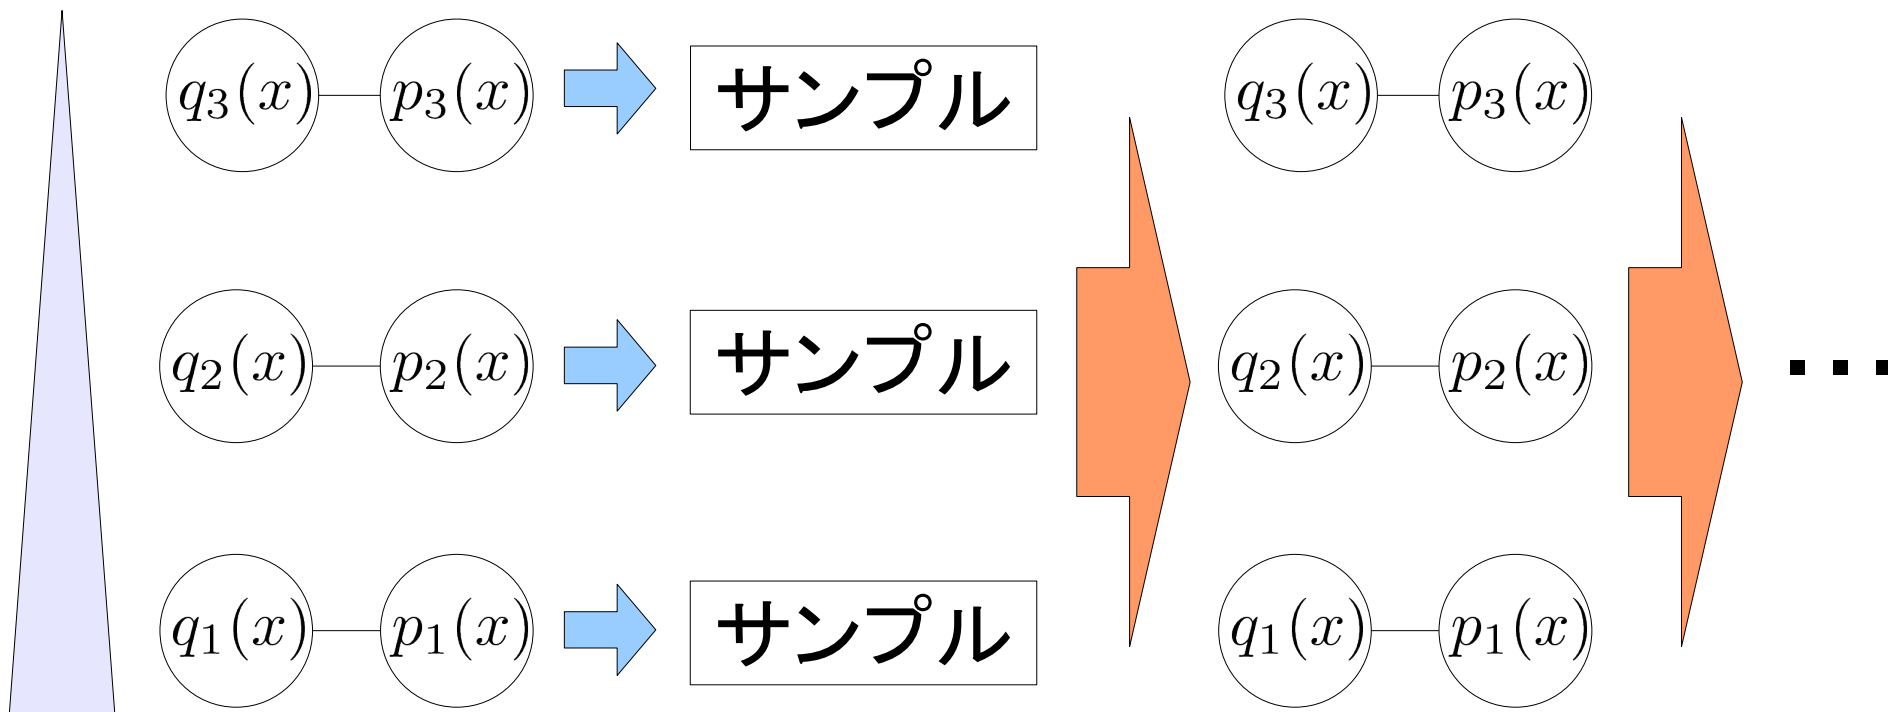 q₃(x) p₃(x) サンプル q₃(x) p₃(x)
q₂(x) p₂(x) サンプル q₂(x) p₂(x) ...
q₁(x) p₁(x) サンプル q₁(x) p₁(x)